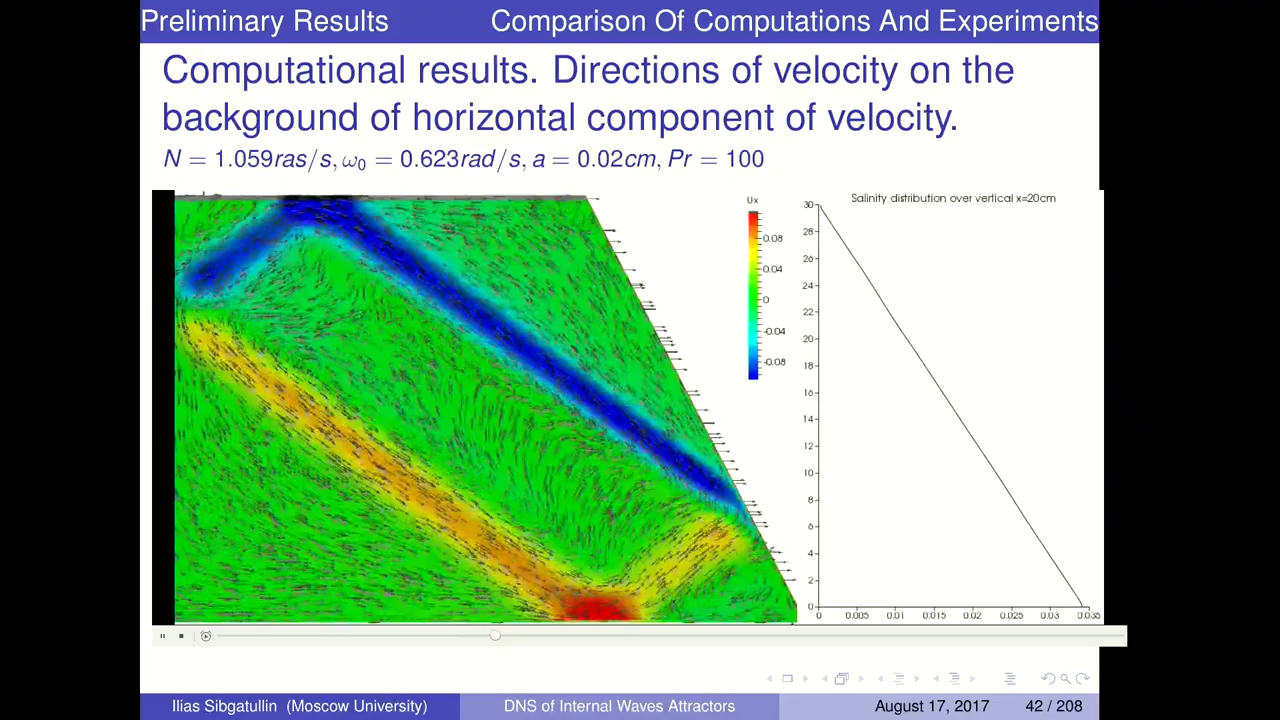 Preliminary Results Comparison Of Computations And Experiments
Computational results. Directions of velocity on the
background of horizontal component of velocity.
N = 1.059ras/s, ω₀ = 0.623rad/s, a = 0.02cm, Pr = 100
Ux
0.08
0.04
0
-0.04
-0.08
Salinity distribution over vertical x=20cm
30
28
26
24
22
20
18
16
14
12
10
8
6
4
2
0
0 0.005 0.01 0.015 0.02 0.025 0.03 0.035
Ilias Sibgatullin (Moscow University) DNS of Internal Waves Attractors August 17, 2017 42 / 208